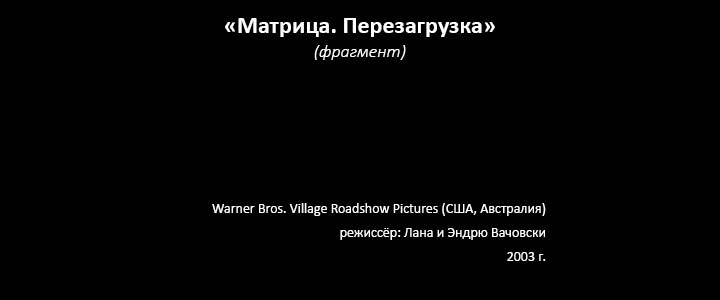 «Матрица. Перезагрузка»
(фрагмент)
Warner Bros. Village Roadshow Pictures (США, Австралия)
режиссёр: Лана и Эндрю Вачовски
2003 г.